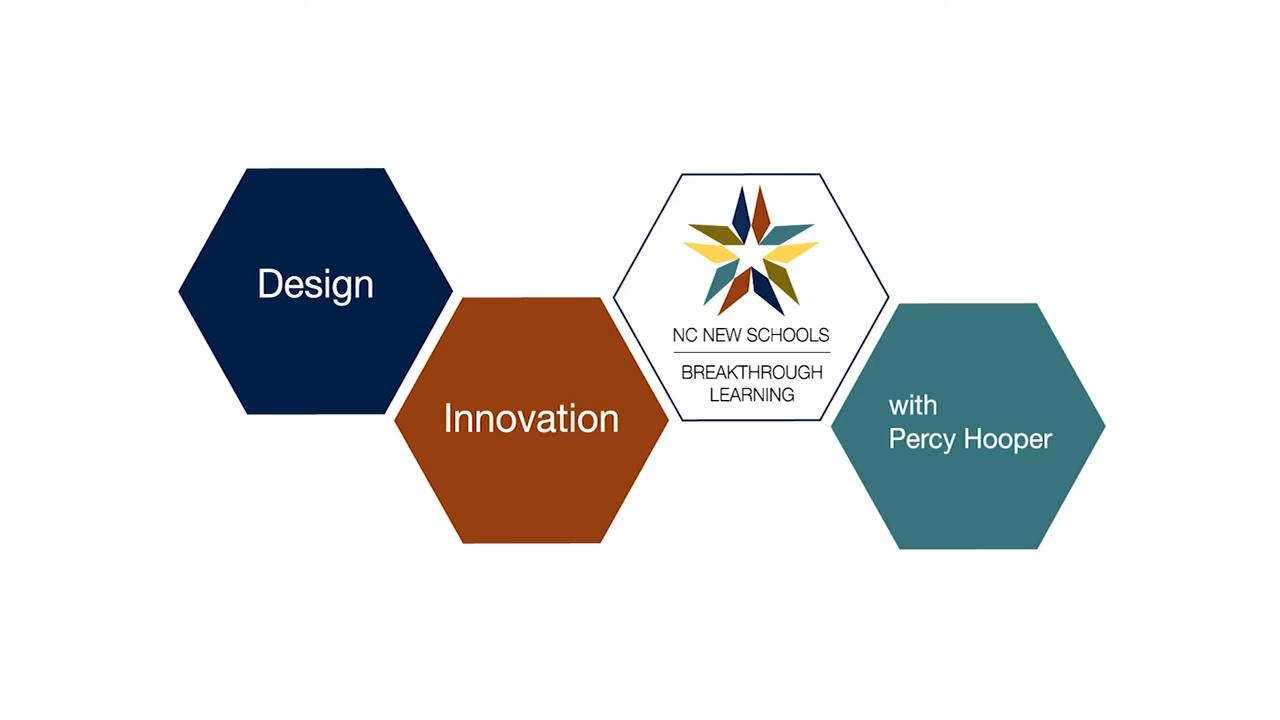 Design
Innovation
NC NEW SCHOOLS
BREAKTHROUGH
LEARNING
with
Percy Hooper